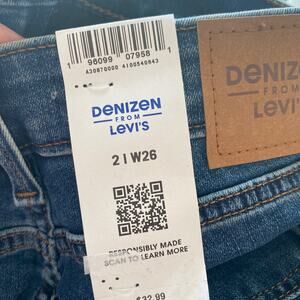 1 96099 07958 1
A30870000 4100540843
DENIZEN
FROM
LEVI'S
2 | W26
RESPONSIBLY MADE
SCAN TO LEARN MORE
$32.99
DENIZEN
FROM
LEVI'S